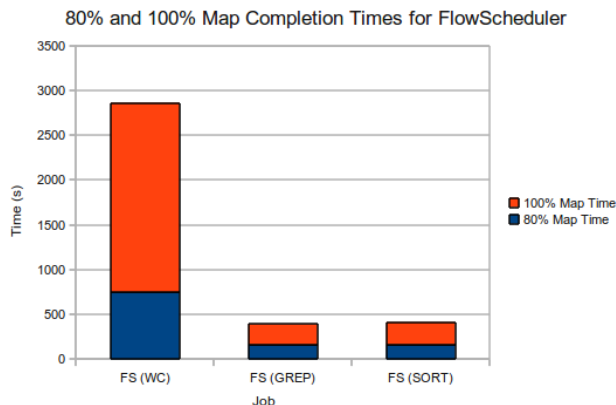 80% and 100% Map Completion Times for FlowScheduler
3500
3000
2500
2000
1500
1000
500
0
Time (s)
FS (WC)
FS (GREP)
FS (SORT)
Job
100% Map Time
80% Map Time